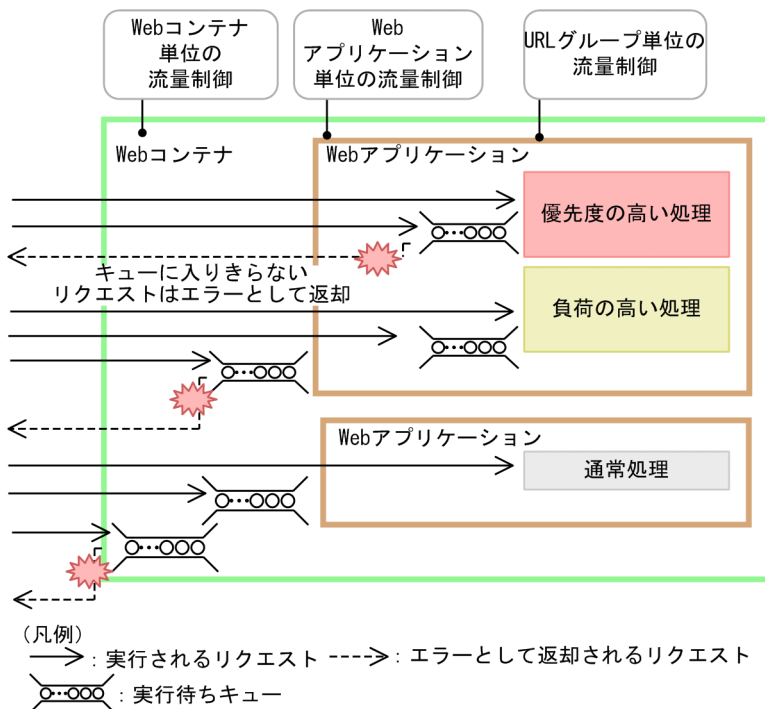 Webコンテナ
単位の
流量制御
Web
アプリケーション
単位の流量制御
URLグループ単位の
流量制御
Webコンテナ
Webアプリケーション
優先度の高い処理
キューに入りきらない
リクエストはエラーとして返却
負荷の高い処理
Webアプリケーション
通常処理
(凡例)
：実行されるリクエスト
：エラーとして返却されるリクエスト
：実行待ちキュー